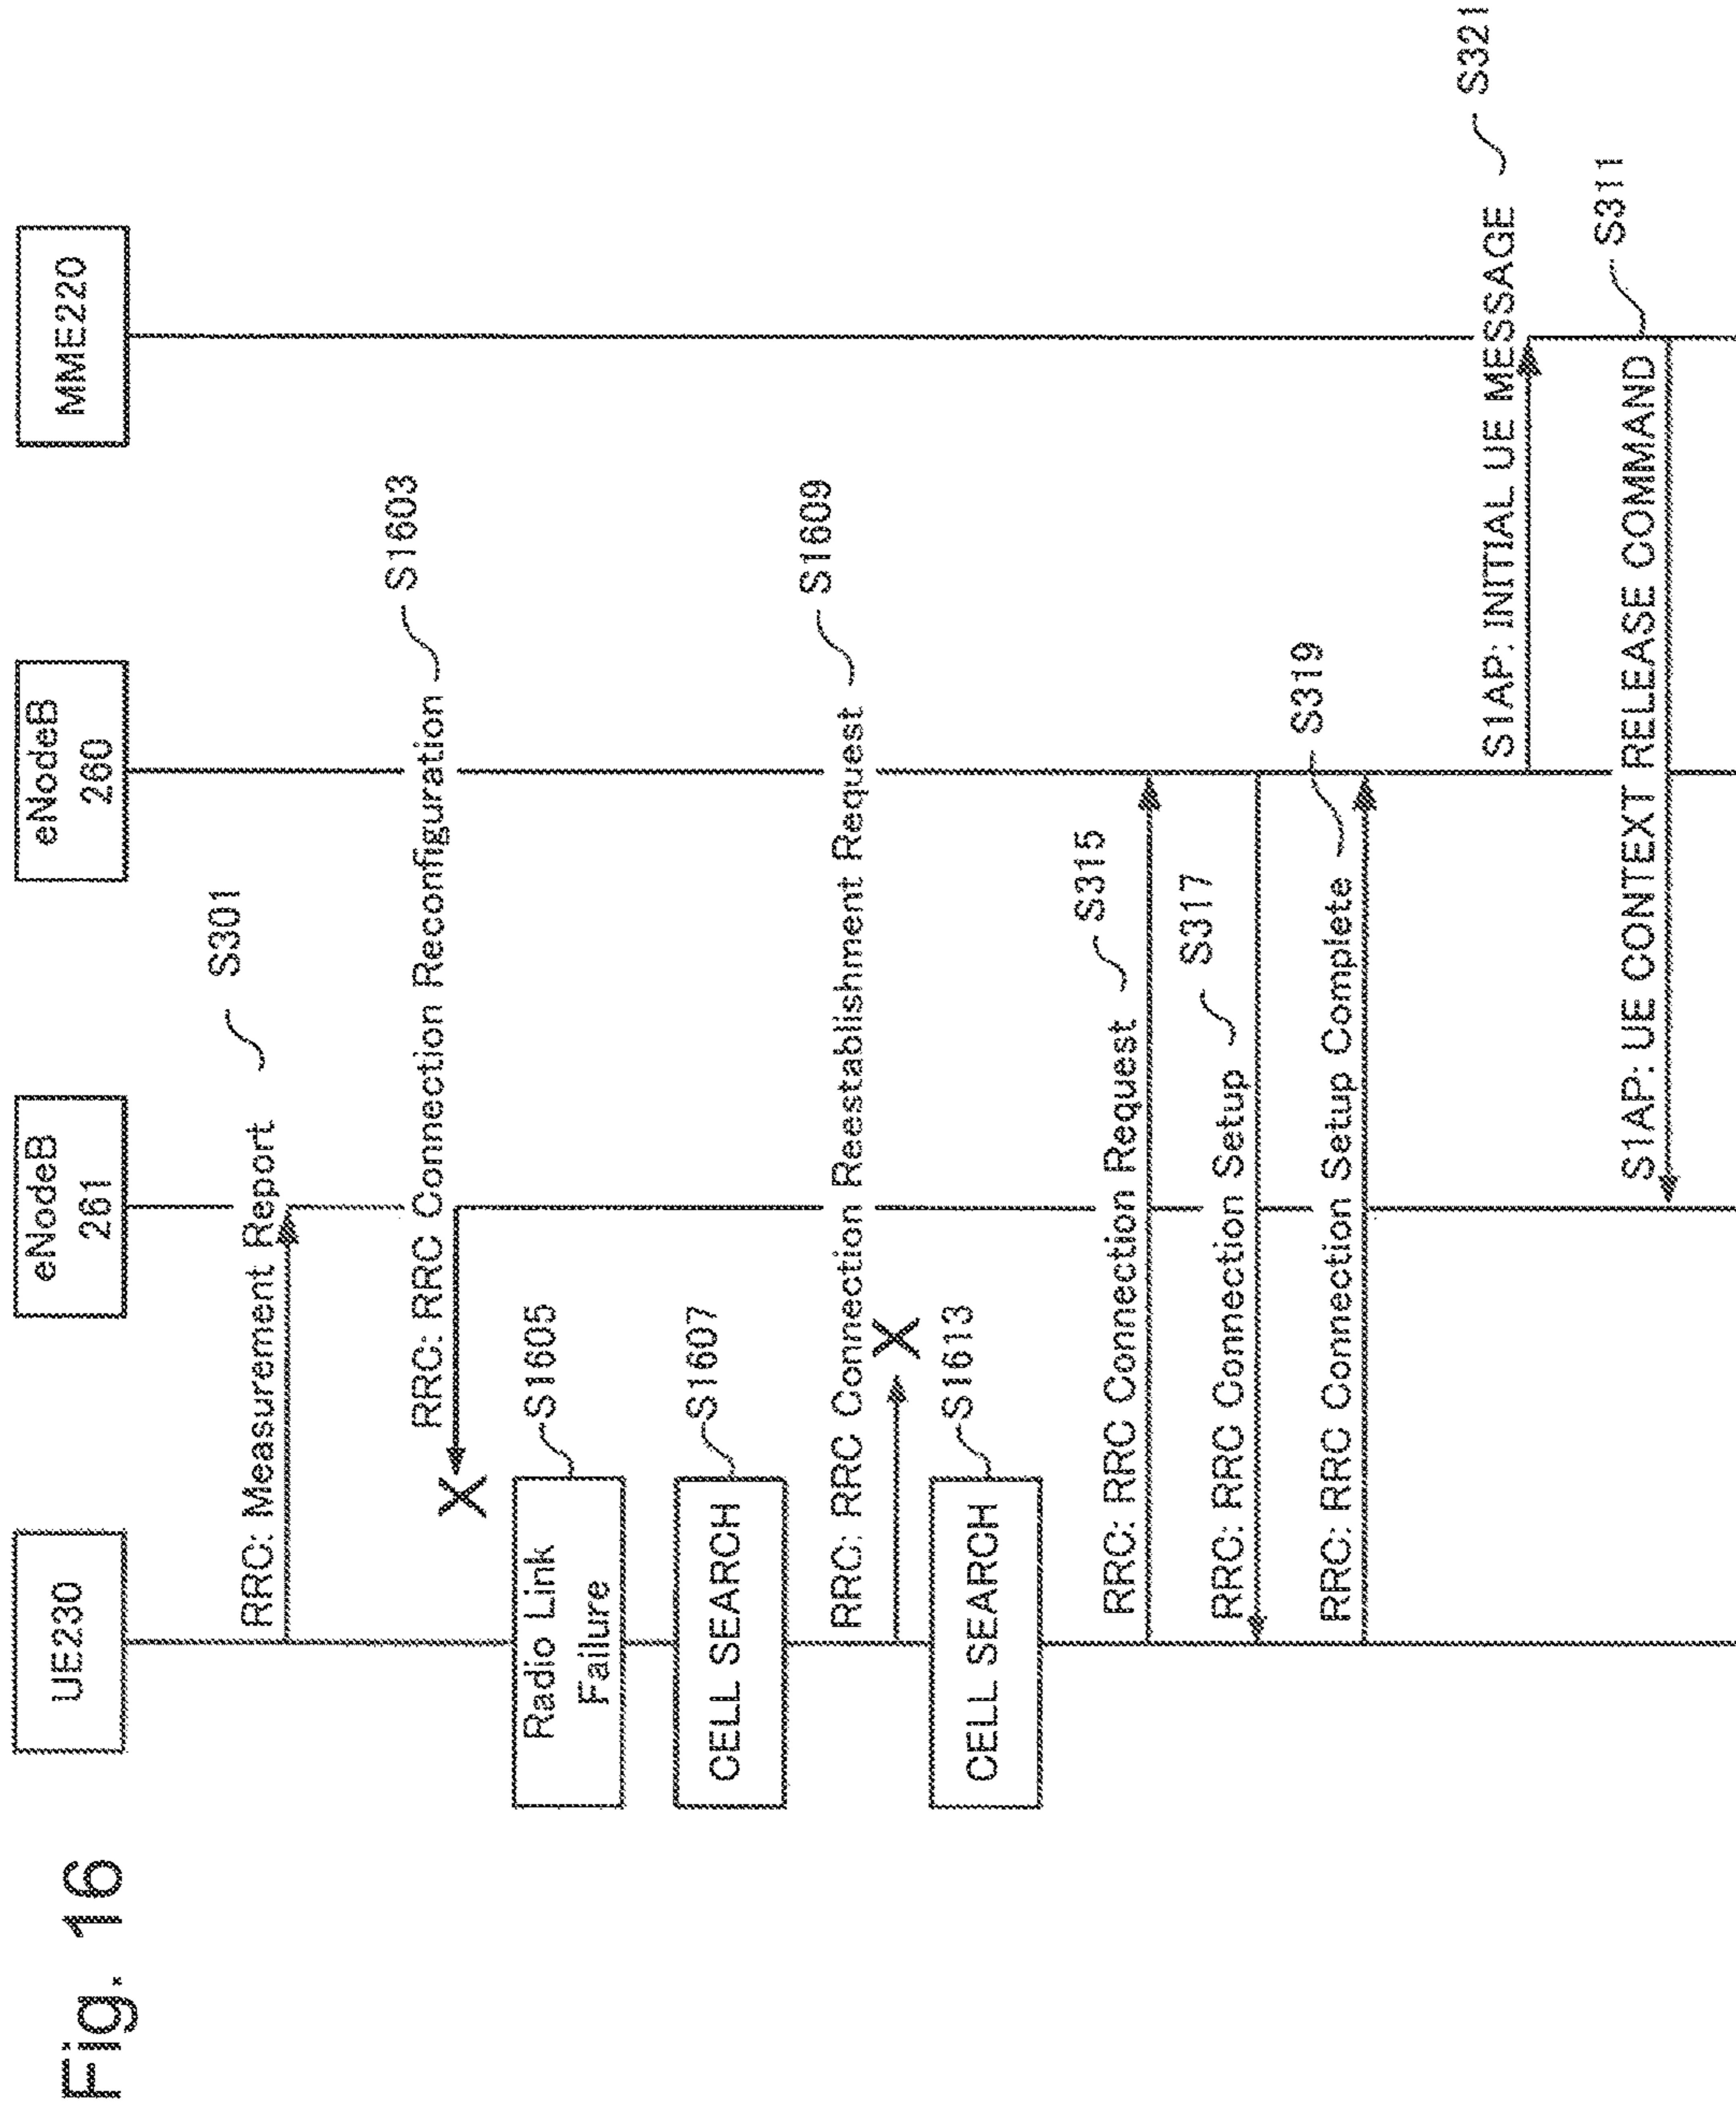 Fig. 16
UE230
eNodeB
261
eNodeB
260
MME220
RRC: Measurement Report
S301
RRC: RRC Connection Reconfiguration
S1603
X
Radio Link
Failure
S1605
CELL SEARCH
S1607
RRC: RRC Connection Reestablishment Request
S1609
X
CELL SEARCH
S1613
RRC: RRC Connection Request
S315
RRC: RRC Connection Setup
S317
RRC: RRC Connection Setup Complete
S319
S1AP: INITIAL UE MESSAGE
S321
S1AP: UE CONTEXT RELEASE COMMAND
S311